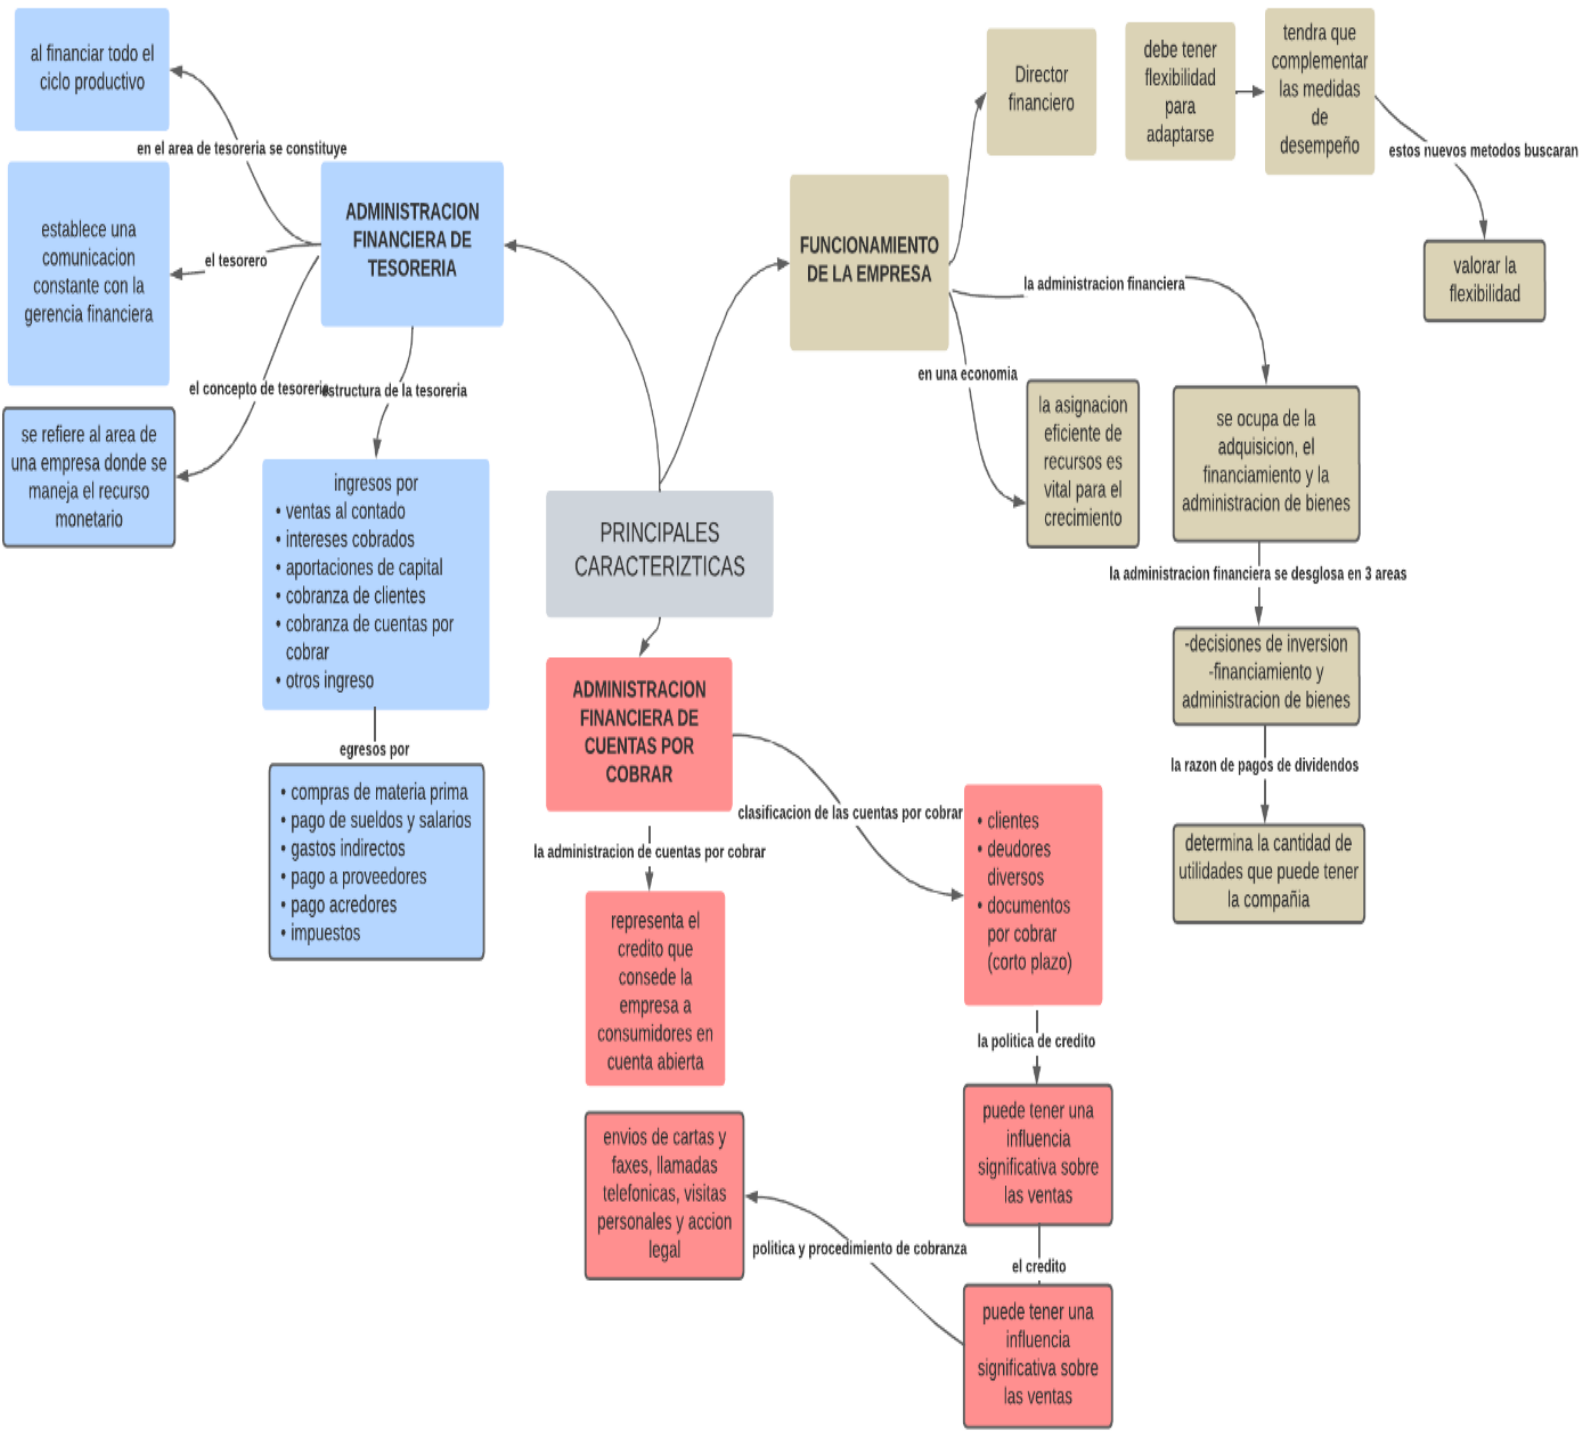 al financiar todo el
ciclo productivo
en el area de tesoreria se constituye
establece una
comunicacion
constante con la
gerencia financiera
el tesorero
ADMINISTRACION
FINANCIERA DE
TESORERIA
el concepto de tesoreria
estructura de la tesoreria
se refiere al area de
una empresa donde se
maneja el recurso
monetario
ingresos por
• ventas al contado
• intereses cobrados
• aportaciones de capital
• cobranza de clientes
• cobranza de cuentas por
cobrar
• otros ingreso
egresos por
• compras de materia prima
• pago de sueldos y salarios
• gastos indirectos
• pago a proveedores
• pago acredores
• impuestos
PRINCIPALES
CARACTERIZTICAS
FUNCIONAMIENTO
DE LA EMPRESA
Director
financiero
debe tener
flexibilidad
para
adaptarse
tendra que
complementar
las medidas
de
desempeño
estos nuevos metodos buscaran
valorar la
flexibilidad
la administracion financiera
en una economia
la asignacion
eficiente de
recursos es
vital para el
crecimiento
se ocupa de la
adquisicion, el
financiamiento y la
administracion de bienes
la administracion financiera se desglosa en 3 areas
-decisiones de inversion
-financiamiento y
administracion de bienes
la razon de pagos de dividendos
determina la cantidad de
utilidades que puede tener
la compañia
ADMINISTRACION
FINANCIERA DE
CUENTAS POR
COBRAR
clasificacion de las cuentas por cobrar
la administracion de cuentas por cobrar
representa el
credito que
consede la
empresa a
consumidores en
cuenta abierta
• clientes
• deudores
diversos
• documentos
por cobrar
(corto plazo)
la politica de credito
puede tener una
influencia
significativa sobre
las ventas
el credito
puede tener una
influencia
significativa sobre
las ventas
politica y procedimiento de cobranza
envios de cartas y
faxes, llamadas
telefonicas, visitas
personales y accion
legal